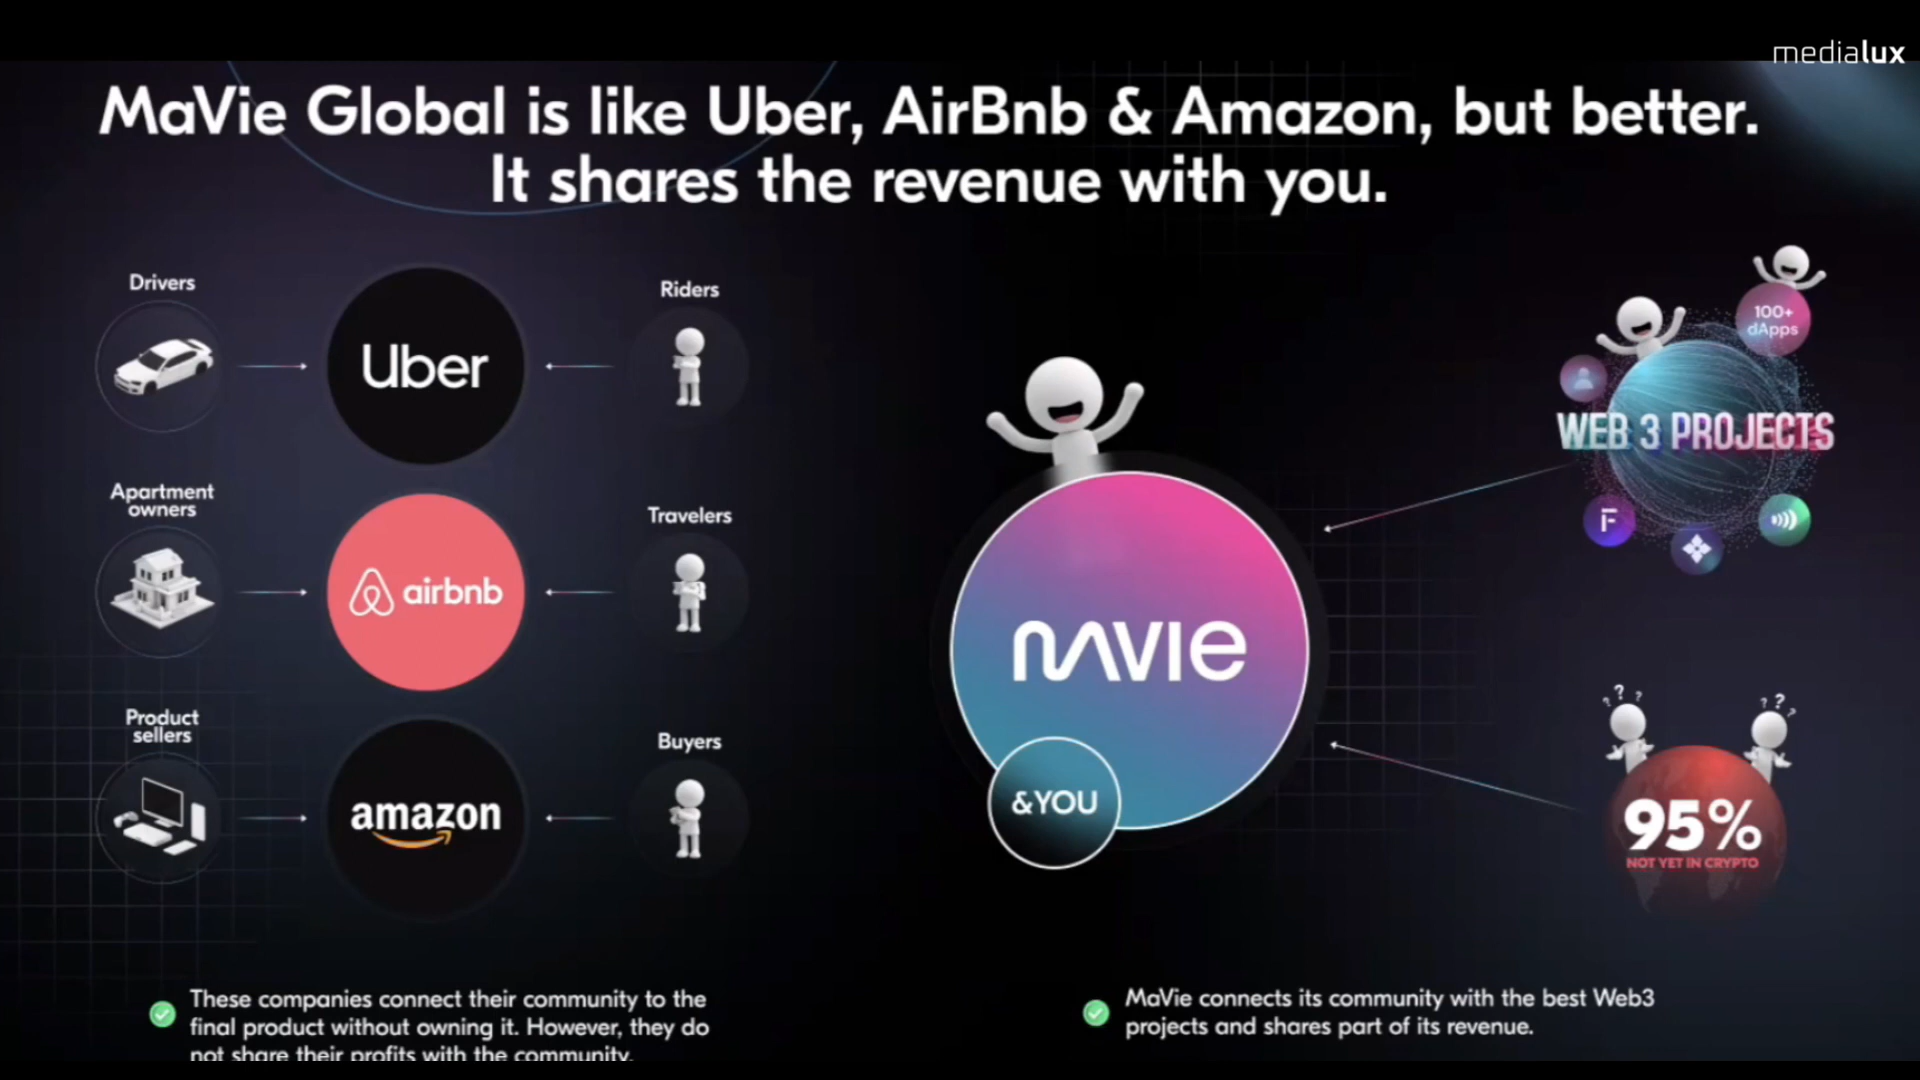 medialux
MaVie Global is like Uber, AirBnb & Amazon, but better.
It shares the revenue with you.
Drivers
Uber
Riders
Apartment
owners
airbnb
Travelers
Product
sellers
amazon
Buyers
These companies connect their community to the
final product without owning it. However, they do
not share their profits with the community.
MAVIE
&YOU
100+
dApps
WEB 3 PROJECTS
F
? ? ?
? ? ?
95%
NOT YET IN CRYPTO
MaVie connects its community with the best Web3
projects and shares part of its revenue.